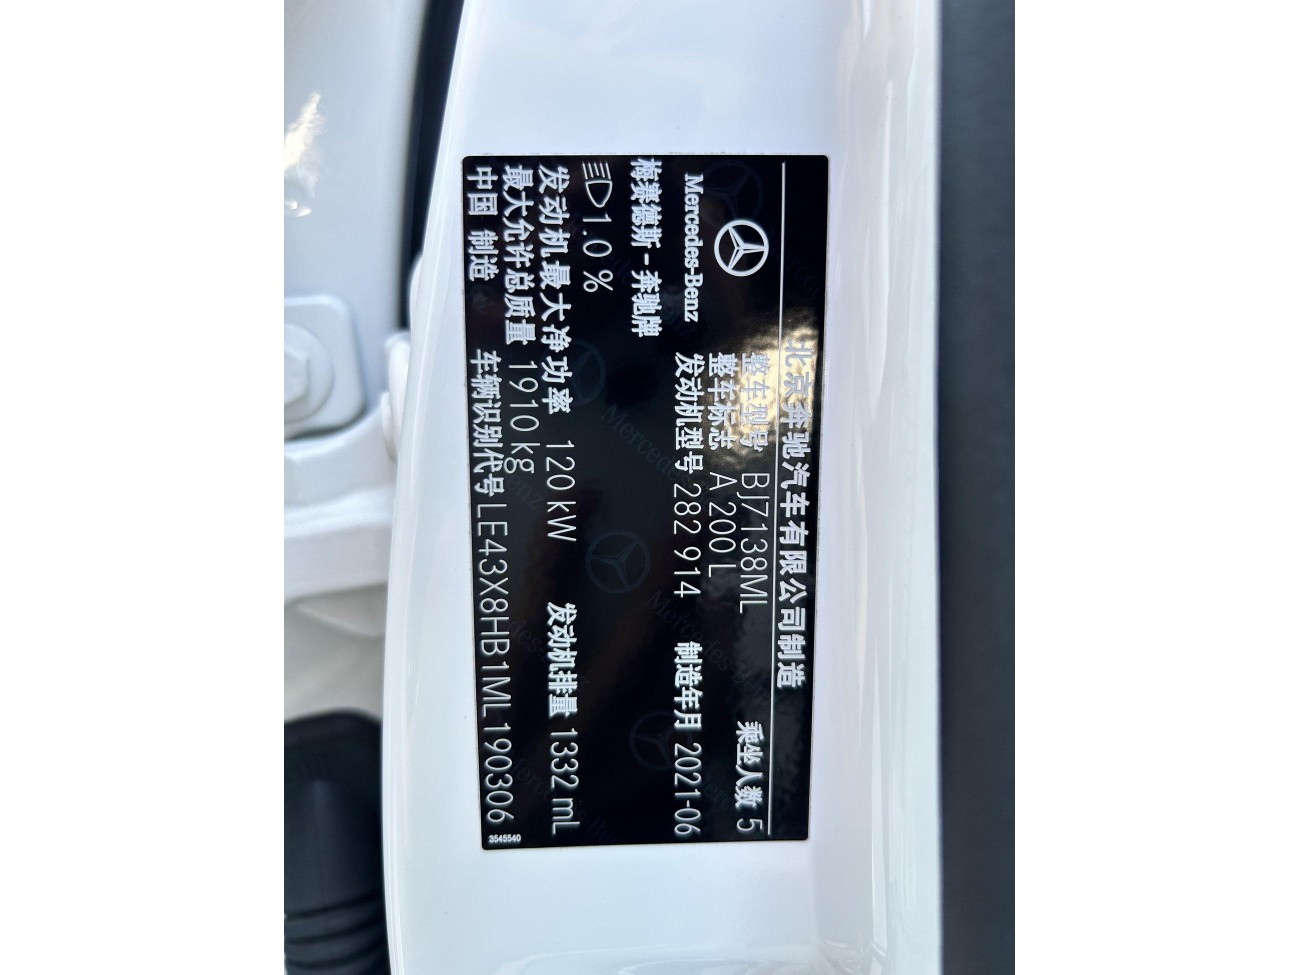 北京奔驰汽车有限公司制造
Mercedes-Benz
梅赛德斯-奔驰牌
整车型号 BJ7138ML 乘坐人数 5
整车标志 A 200 L
发动机型号 282 914 制造年月 2021-06
1.0 %
发动机最大净功率 120 kW 发动机排量 1332 mL
最大允许总质量 1910 kg
中国 制造 车辆识别代号 LE43X8HB1ML190306
3545540